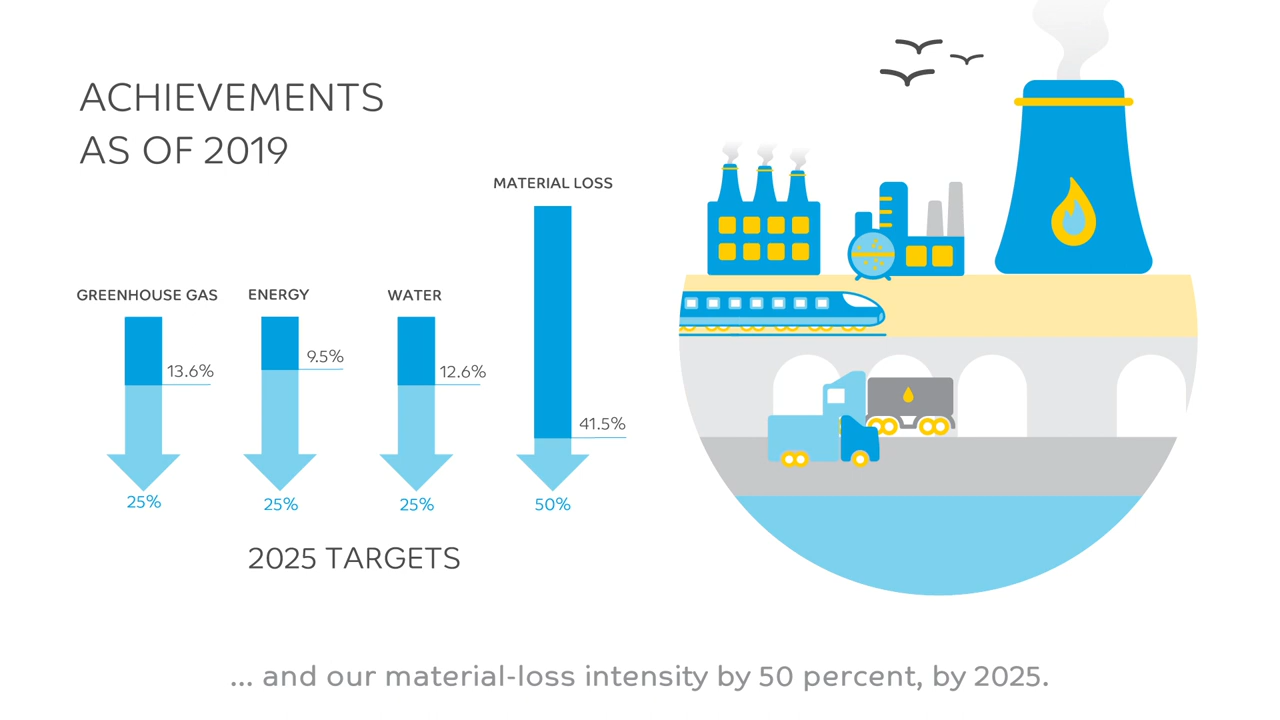 ACHIEVEMENTS
AS OF 2019
MATERIAL LOSS
GREENHOUSE GAS
ENERGY
WATER
13.6%
9.5%
12.6%
41.5%
25%
25%
25%
50%
2025 TARGETS
... and our material-loss intensity by 50 percent, by 2025.